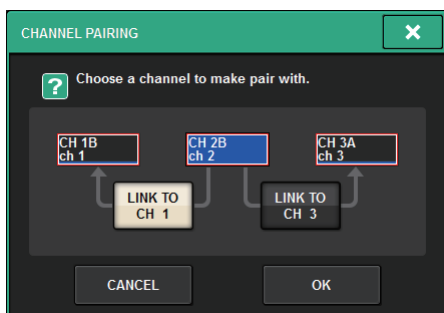 CHANNEL PAIRING
?
Choose a channel to make pair with.
CH 1B
ch 1
CH 2B
ch 2
CH 3A
ch 3
LINK TO
CH 1
LINK TO
CH 3
CANCEL
OK